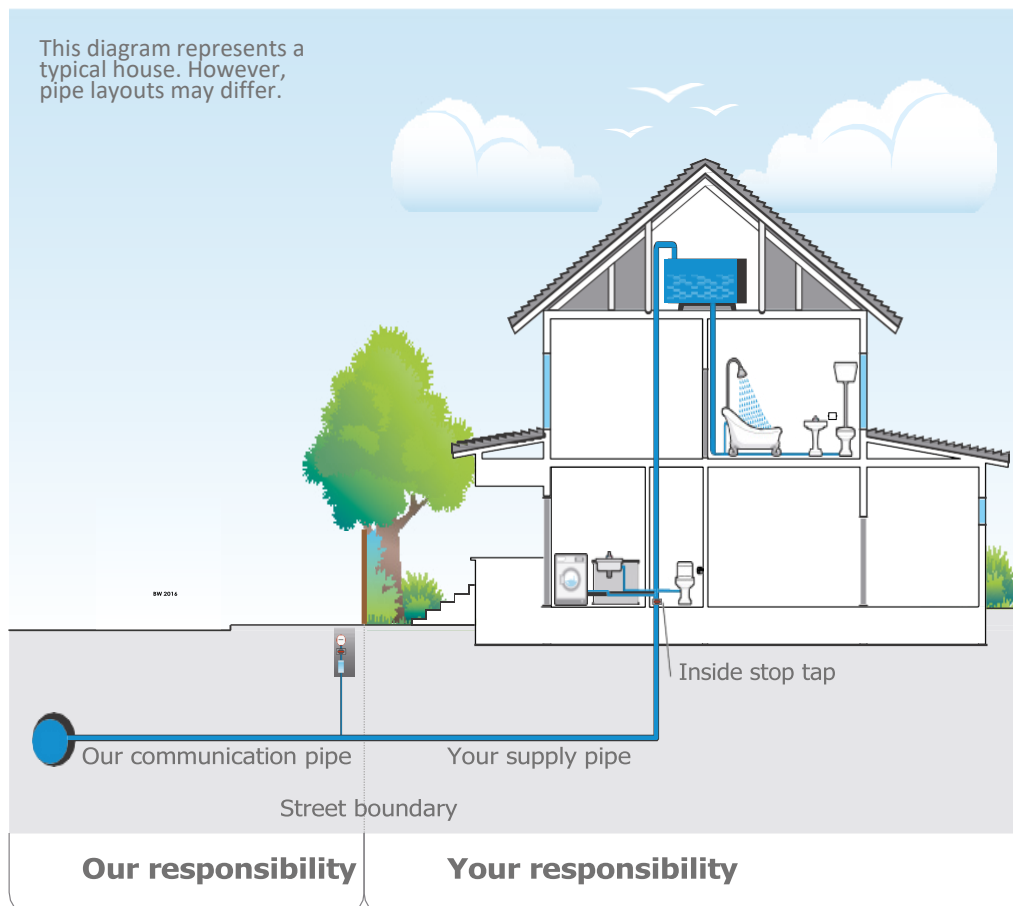 This diagram represents a
typical house. However,
pipe layouts may differ.
BW 2016
Inside stop tap
Our communication pipe
Your supply pipe
Street boundary
Our responsibility
Your responsibility